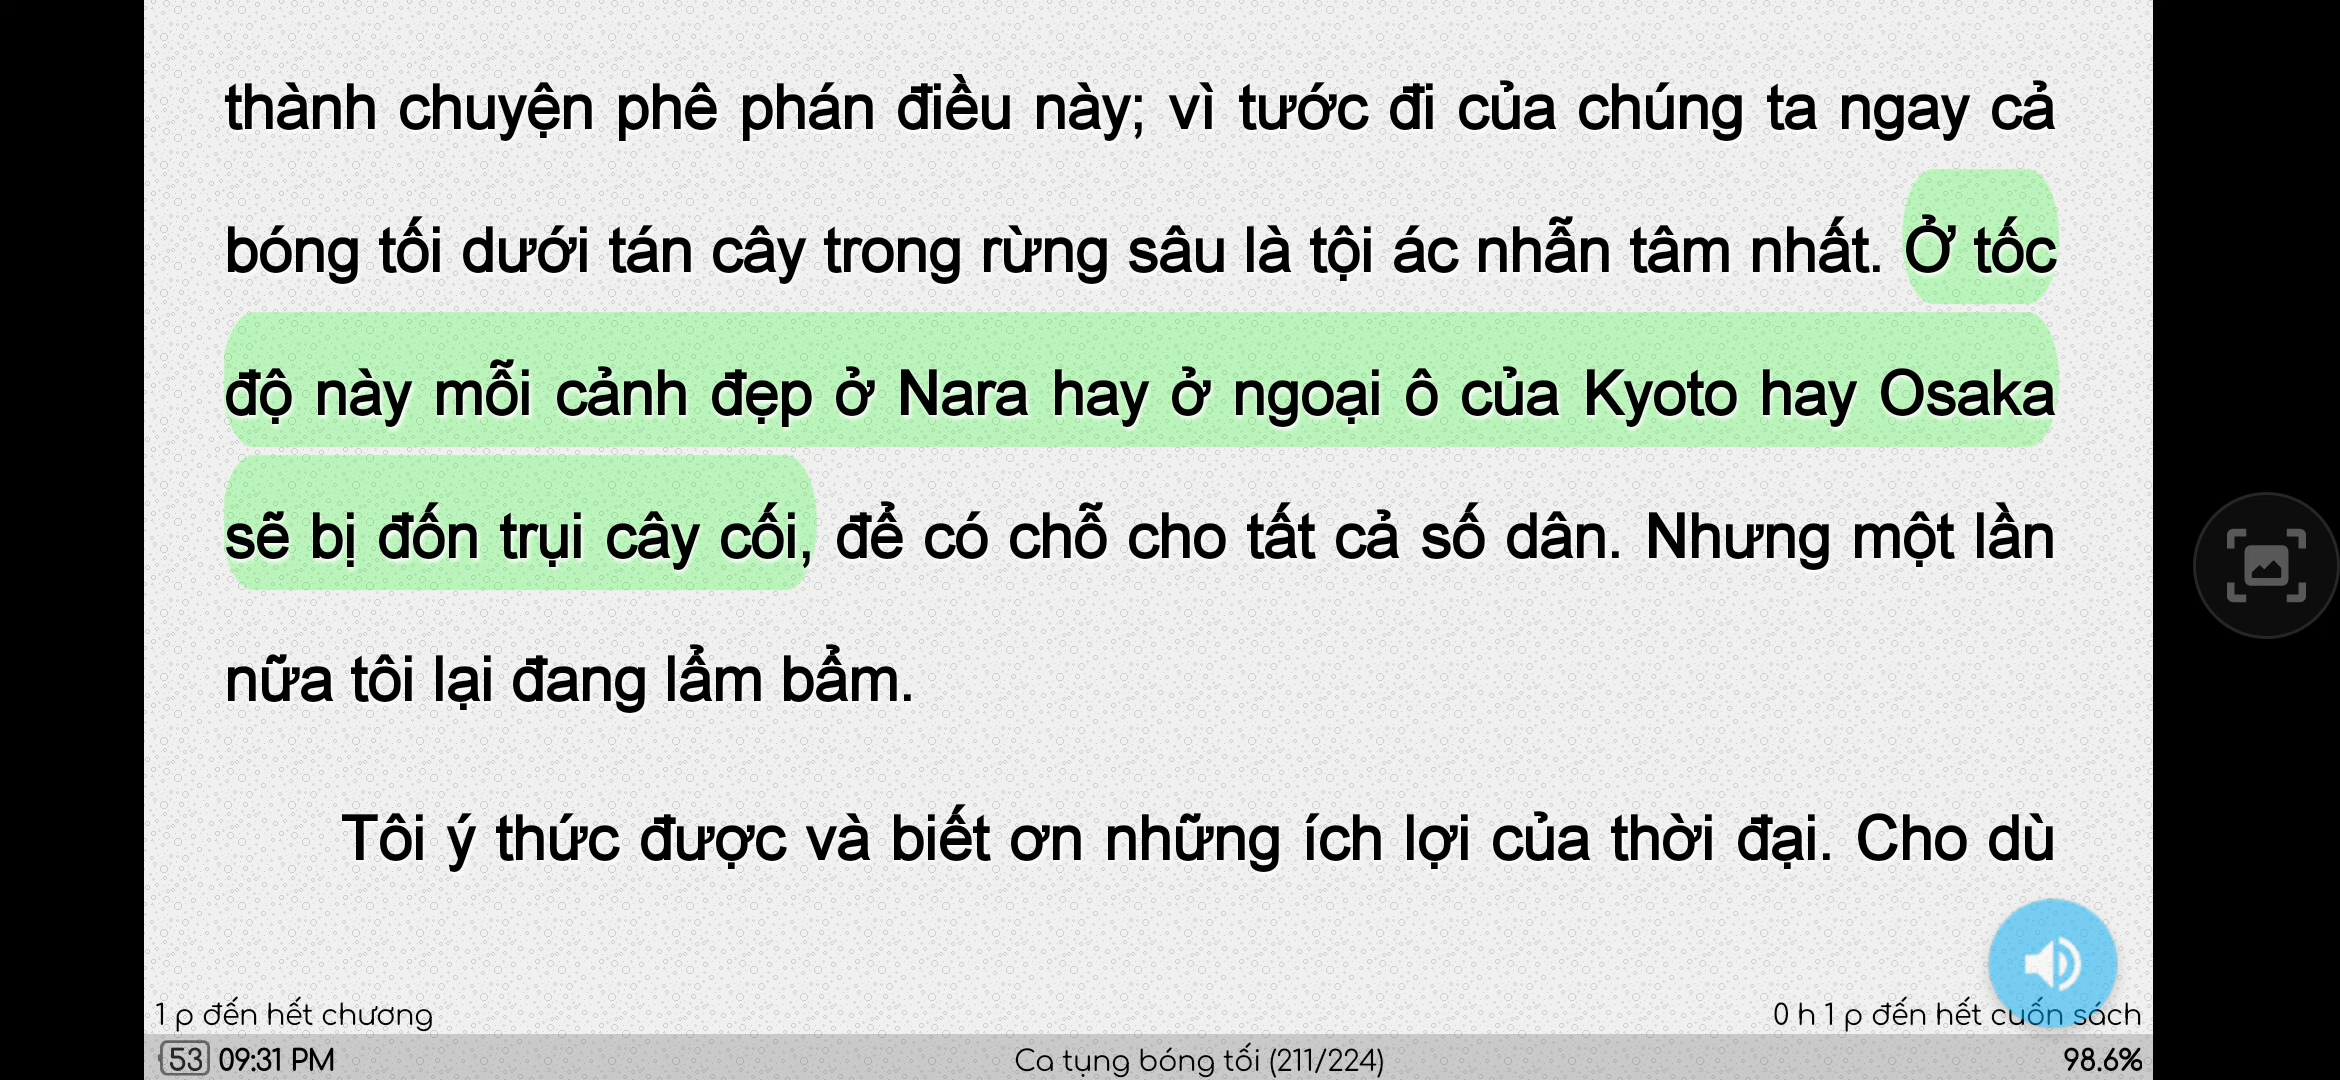 thành chuyện phê phán điều này; vì tước đi của chúng ta ngay cả
bóng tối dưới tán cây trong rừng sâu là tội ác nhẫn tâm nhất. Ở tốc
độ này mỗi cảnh đẹp ở Nara hay ở ngoại ô của Kyoto hay Osaka
sẽ bị đốn trụi cây cối, để có chỗ cho tất cả số dân. Nhưng một lần
nữa tôi lại đang lẩm bẩm.
Tôi ý thức được và biết ơn những ích lợi của thời đại. Cho dù
1 p đến hết chương
0 h 1 p đến hết cuốn sách
53 09:31 PM
Ca tụng bóng tối (211/224)
98.6%